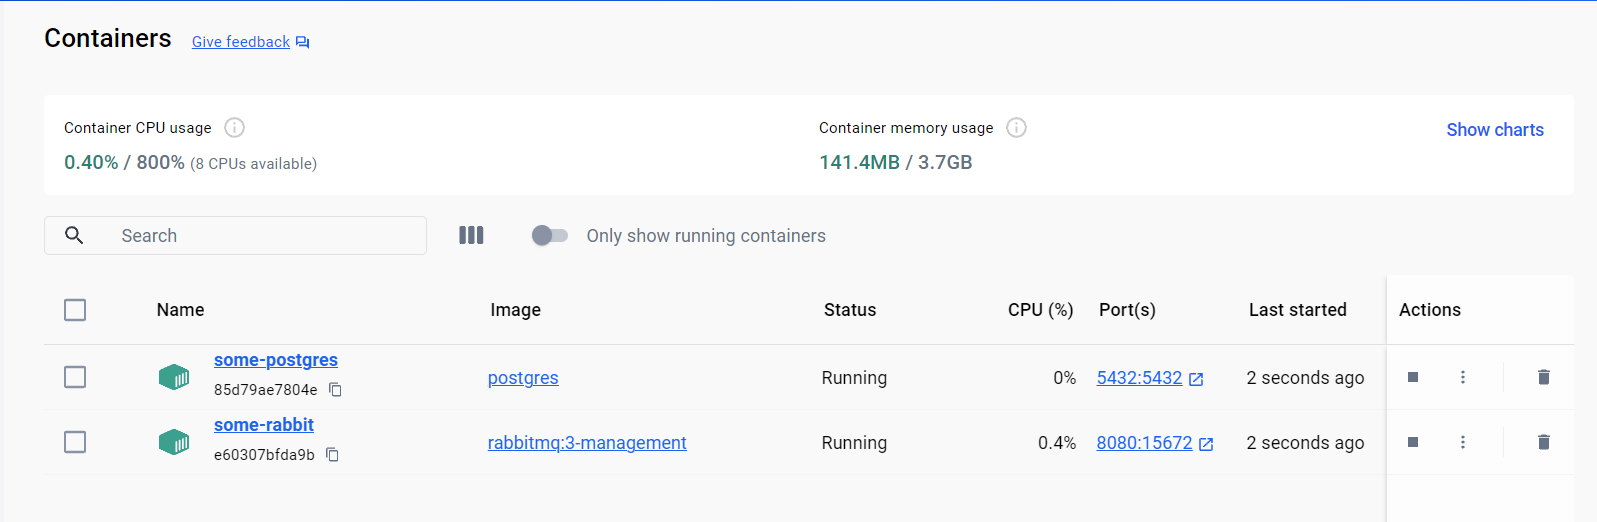 Containers Give feedback
Container CPU usage
0.40% / 800% (8 CPUs available)
Container memory usage
141.4MB / 3.7GB
Show charts
Search
Only show running containers
Name Image Status CPU (%) Port(s) Last started Actions
some-postgres
85d79ae7804e
postgres Running 0% 5432:5432 2 seconds ago
some-rabbit
e60307bfda9b
rabbitmq:3-management Running 0.4% 8080:15672 2 seconds ago